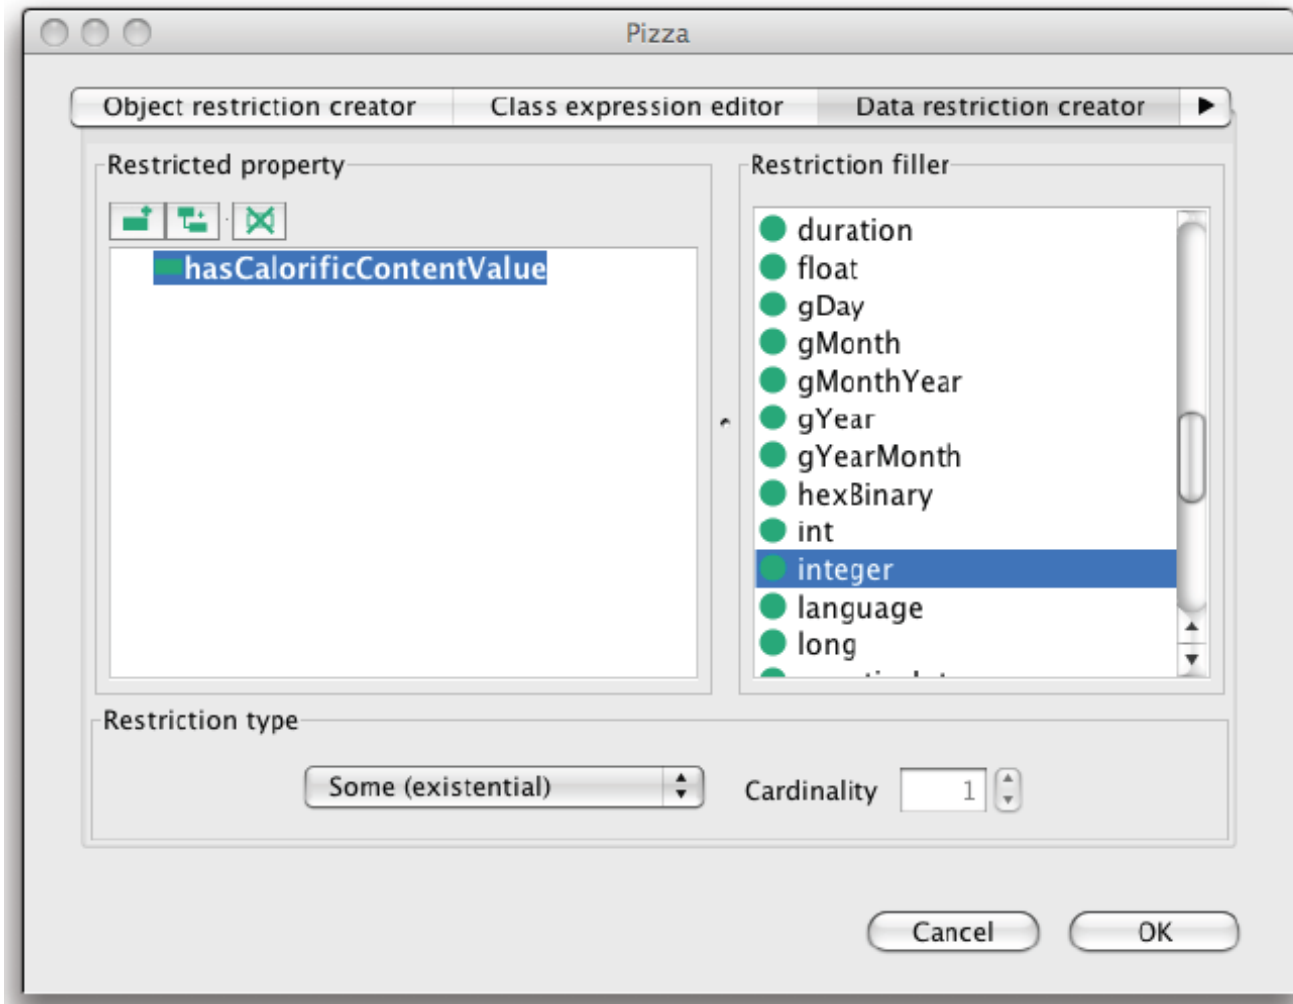 Pizza
Object restriction creator
Class expression editor
Data restriction creator
Restricted property
Restriction filler
hasCalorificContentValue
duration
float
gDay
gMonth
gMonthYear
gYear
gYearMonth
hexBinary
int
integer
language
long
Restriction type
Some (existential)
Cardinality
1
Cancel
OK